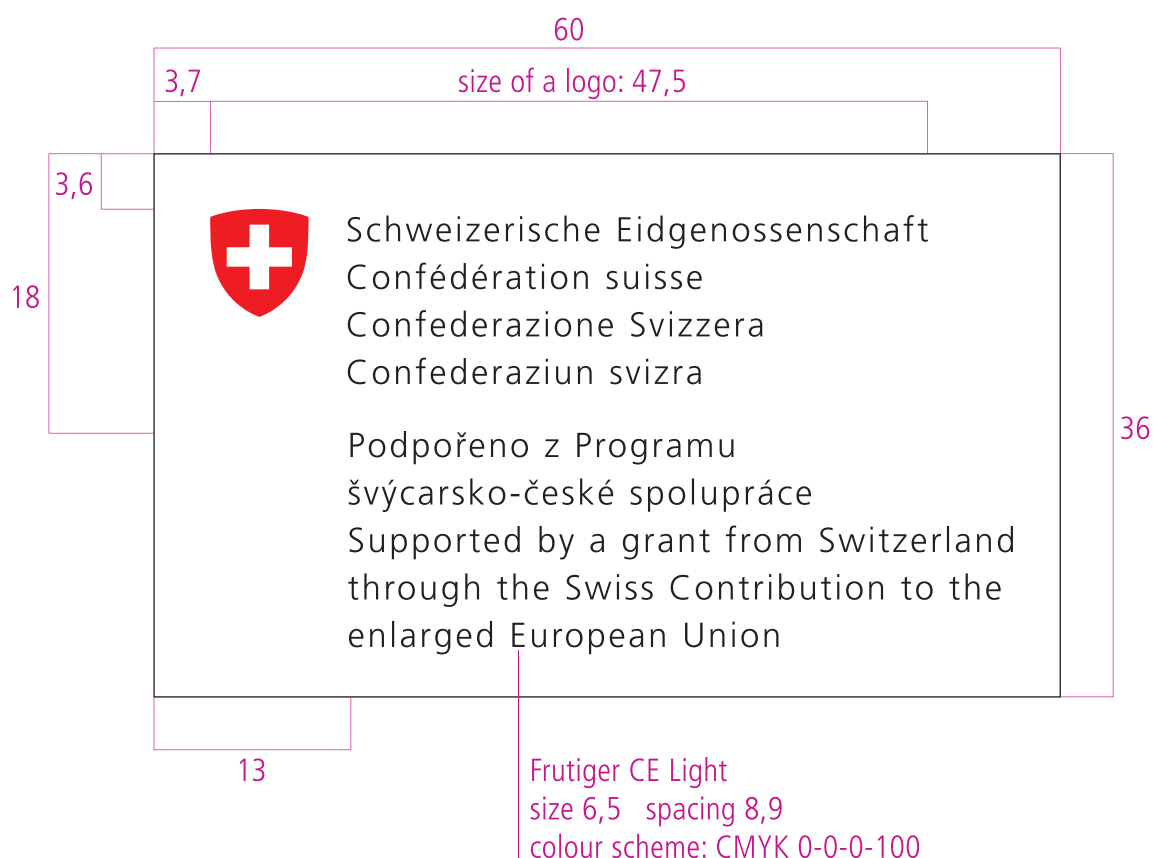 60
3,7
size of a logo: 47,5
3,6
18
Schweizerische Eidgenossenschaft
Confédération suisse
Confederazione Svizzera
Confederaziun svizra
36
Podpořeno z Programu
švýcarsko-české spolupráce
Supported by a grant from Switzerland
through the Swiss Contribution to the
enlarged European Union
13
Frutiger CE Light
size 6,5 spacing 8,9
colour scheme: CMYK 0-0-0-100